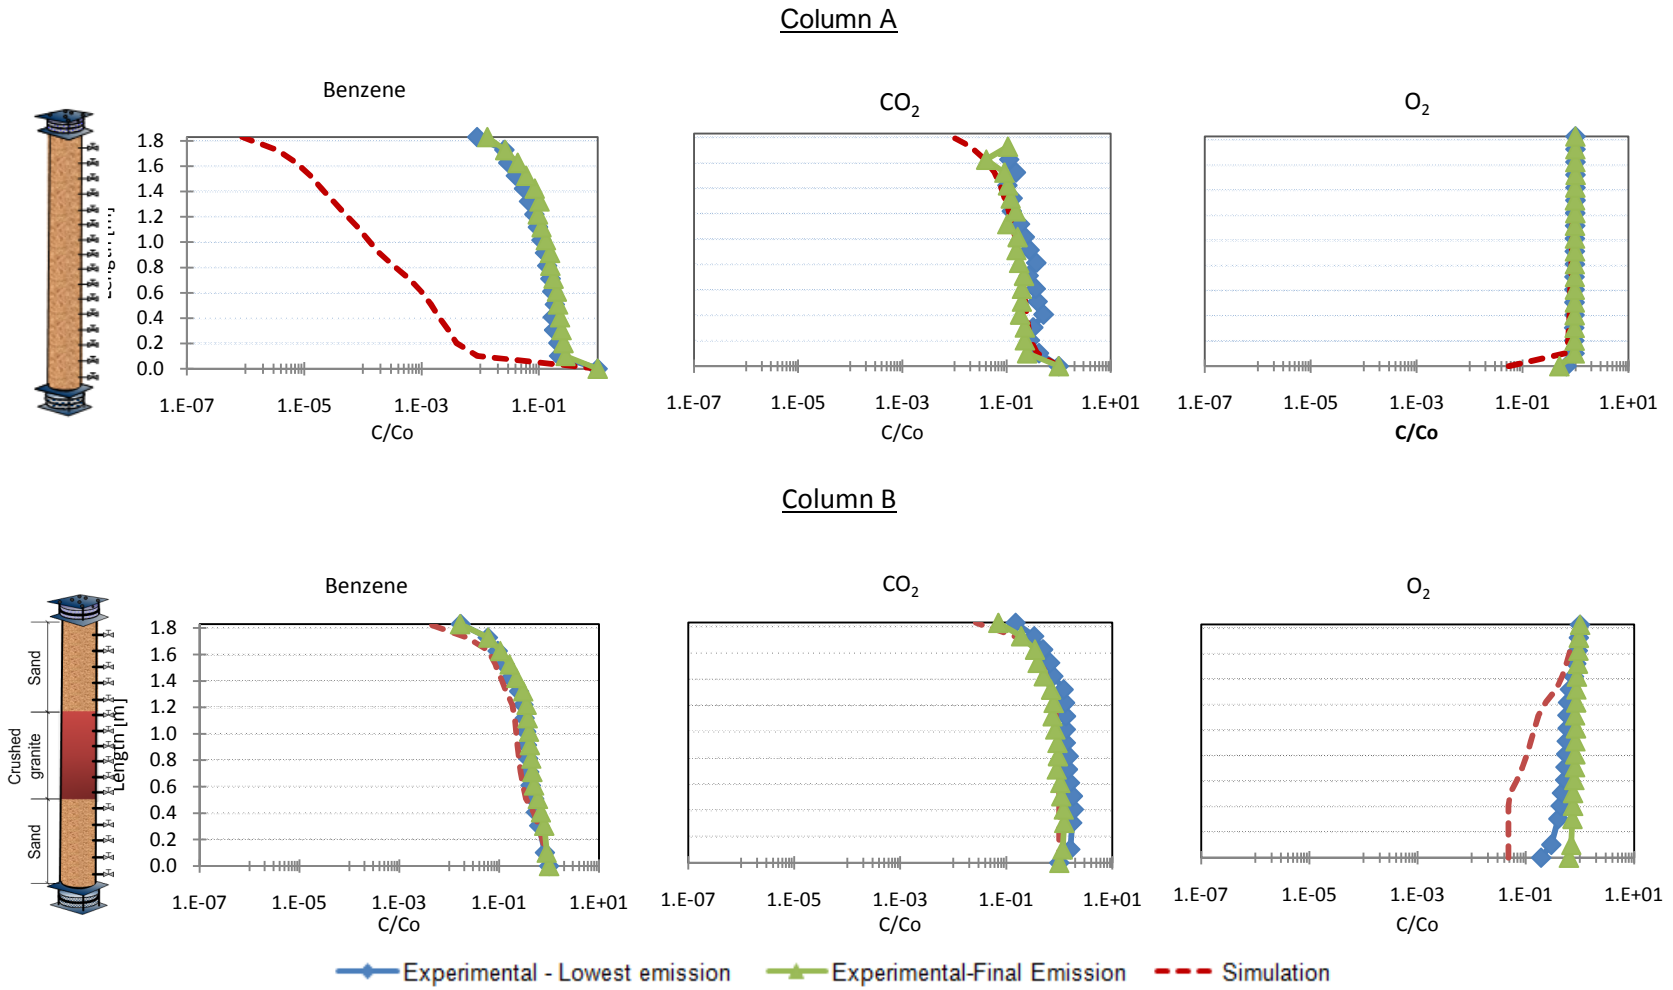 Column A
Benzene
CO2
O2
1.8
1.6
1.4
1.2
1.0
0.8
0.6
0.4
0.2
0.0
Length [m]
1.E-07 1.E-05 1.E-03 1.E-01
C/Co
1.E-07 1.E-05 1.E-03 1.E-01 1.E+01
C/Co
1.E-07 1.E-05 1.E-03 1.E-01 1.E+01
C/Co
Column B
Benzene
CO2
O2
Sand
Crushed
granite
Sand
Length [m]
1.8
1.6
1.4
1.2
1.0
0.8
0.6
0.4
0.2
0.0
1.E-07 1.E-05 1.E-03 1.E-01 1.E+01
C/Co
1.E-07 1.E-05 1.E-03 1.E-01 1.E+01
C/Co
1.E-07 1.E-05 1.E-03 1.E-01 1.E+01
C/Co
Experimental - Lowest emission
Experimental-Final Emission
Simulation